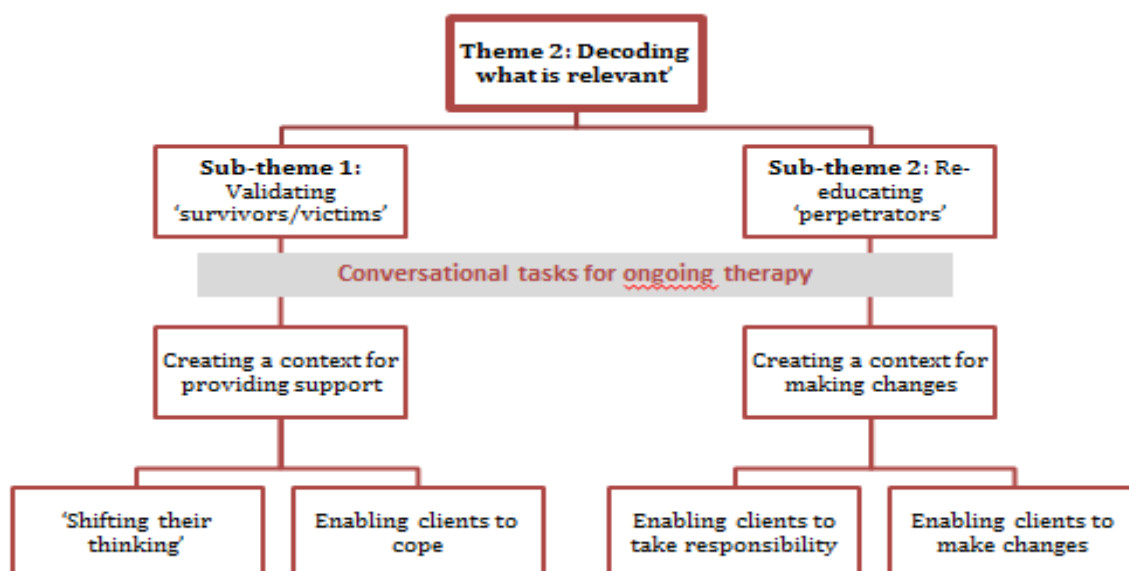 Theme 2: Decoding
what is relevant’
Sub-theme 1:
Validating
‘survivors/victims’
Sub-theme 2: Re-
educating
‘perpetrators’
Conversational tasks for ongoing therapy
Creating a context for
providing support
Creating a context for
making changes
‘Shifting their
thinking’
Enabling clients to
cope
Enabling clients to
take responsibility
Enabling clients to
make changes